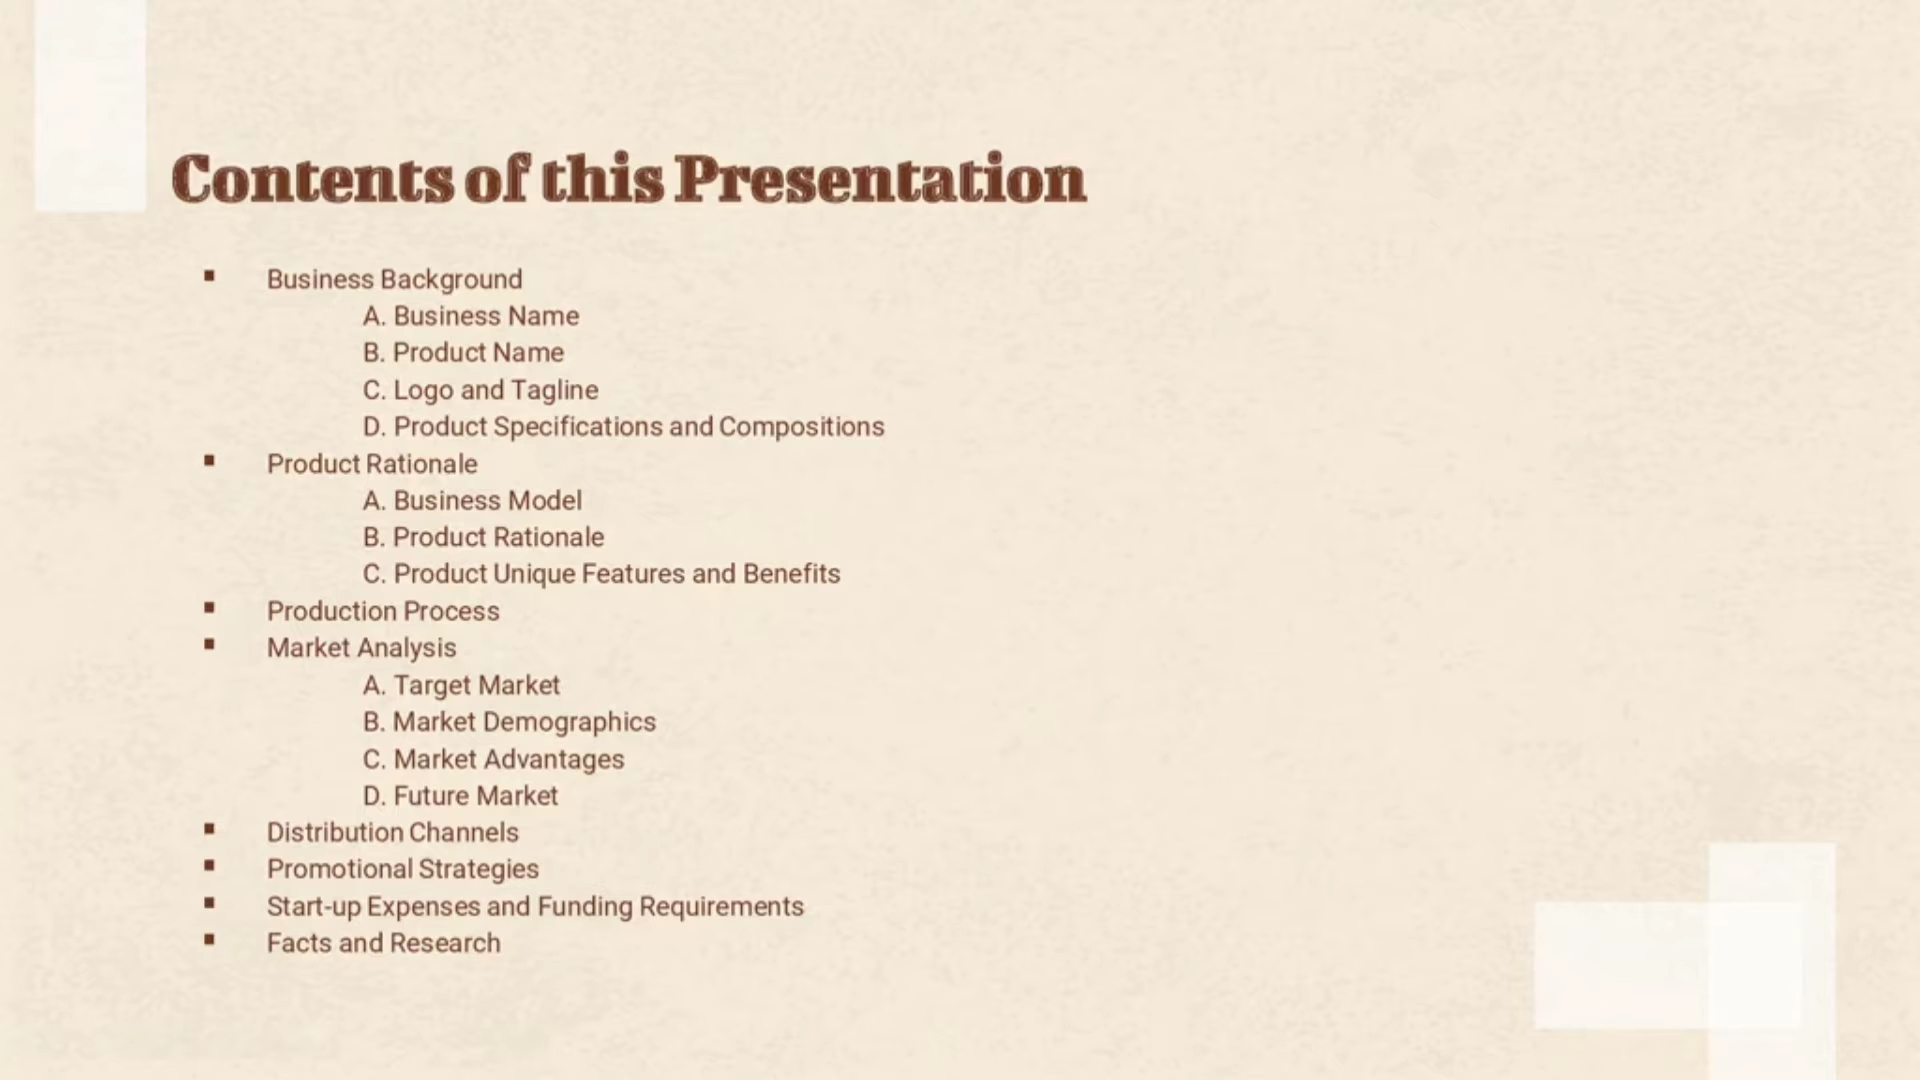 Contents of this Presentation
▪ Business Background
A. Business Name
B. Product Name
C. Logo and Tagline
D. Product Specifications and Compositions
▪ Product Rationale
A. Business Model
B. Product Rationale
C. Product Unique Features and Benefits
▪ Production Process
▪ Market Analysis
A. Target Market
B. Market Demographics
C. Market Advantages
D. Future Market
▪ Distribution Channels
▪ Promotional Strategies
▪ Start-up Expenses and Funding Requirements
▪ Facts and Research